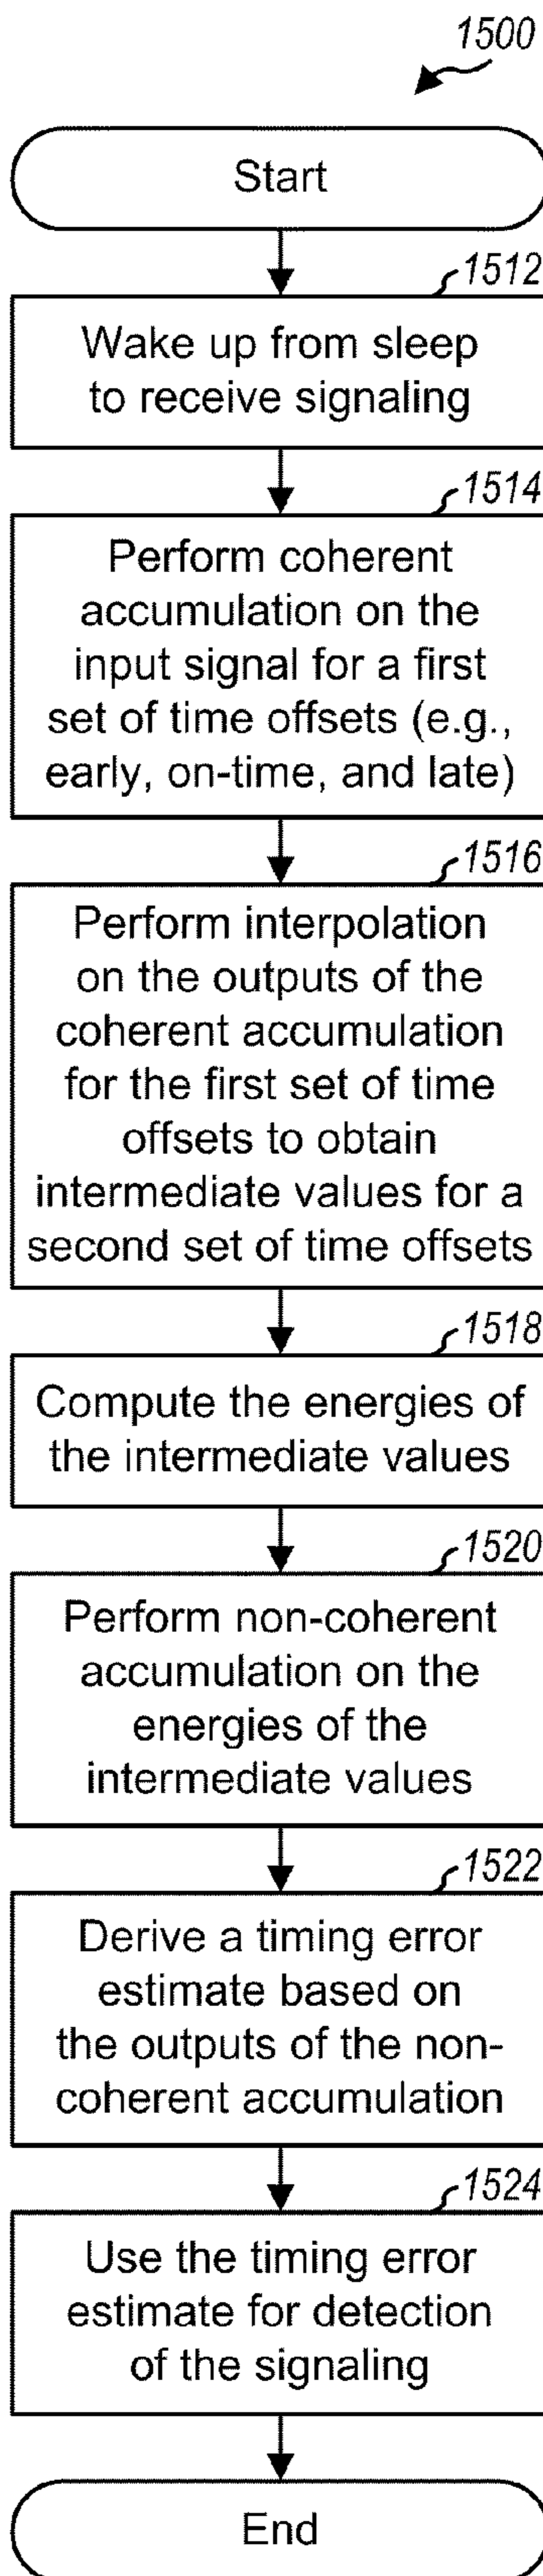 1500
Start
1512
Wake up from sleep
to receive signaling
1514
Perform coherent
accumulation on the
input signal for a first
set of time offsets (e.g.,
early, on-time, and late)
1516
Perform interpolation
on the outputs of the
coherent accumulation
for the first set of time
offsets to obtain
intermediate values for a
second set of time offsets
1518
Compute the energies of
the intermediate values
1520
Perform non-coherent
accumulation on the
energies of the
intermediate values
1522
Derive a timing error
estimate based on
the outputs of the non-
coherent accumulation
1524
Use the timing error
estimate for detection
of the signaling
End